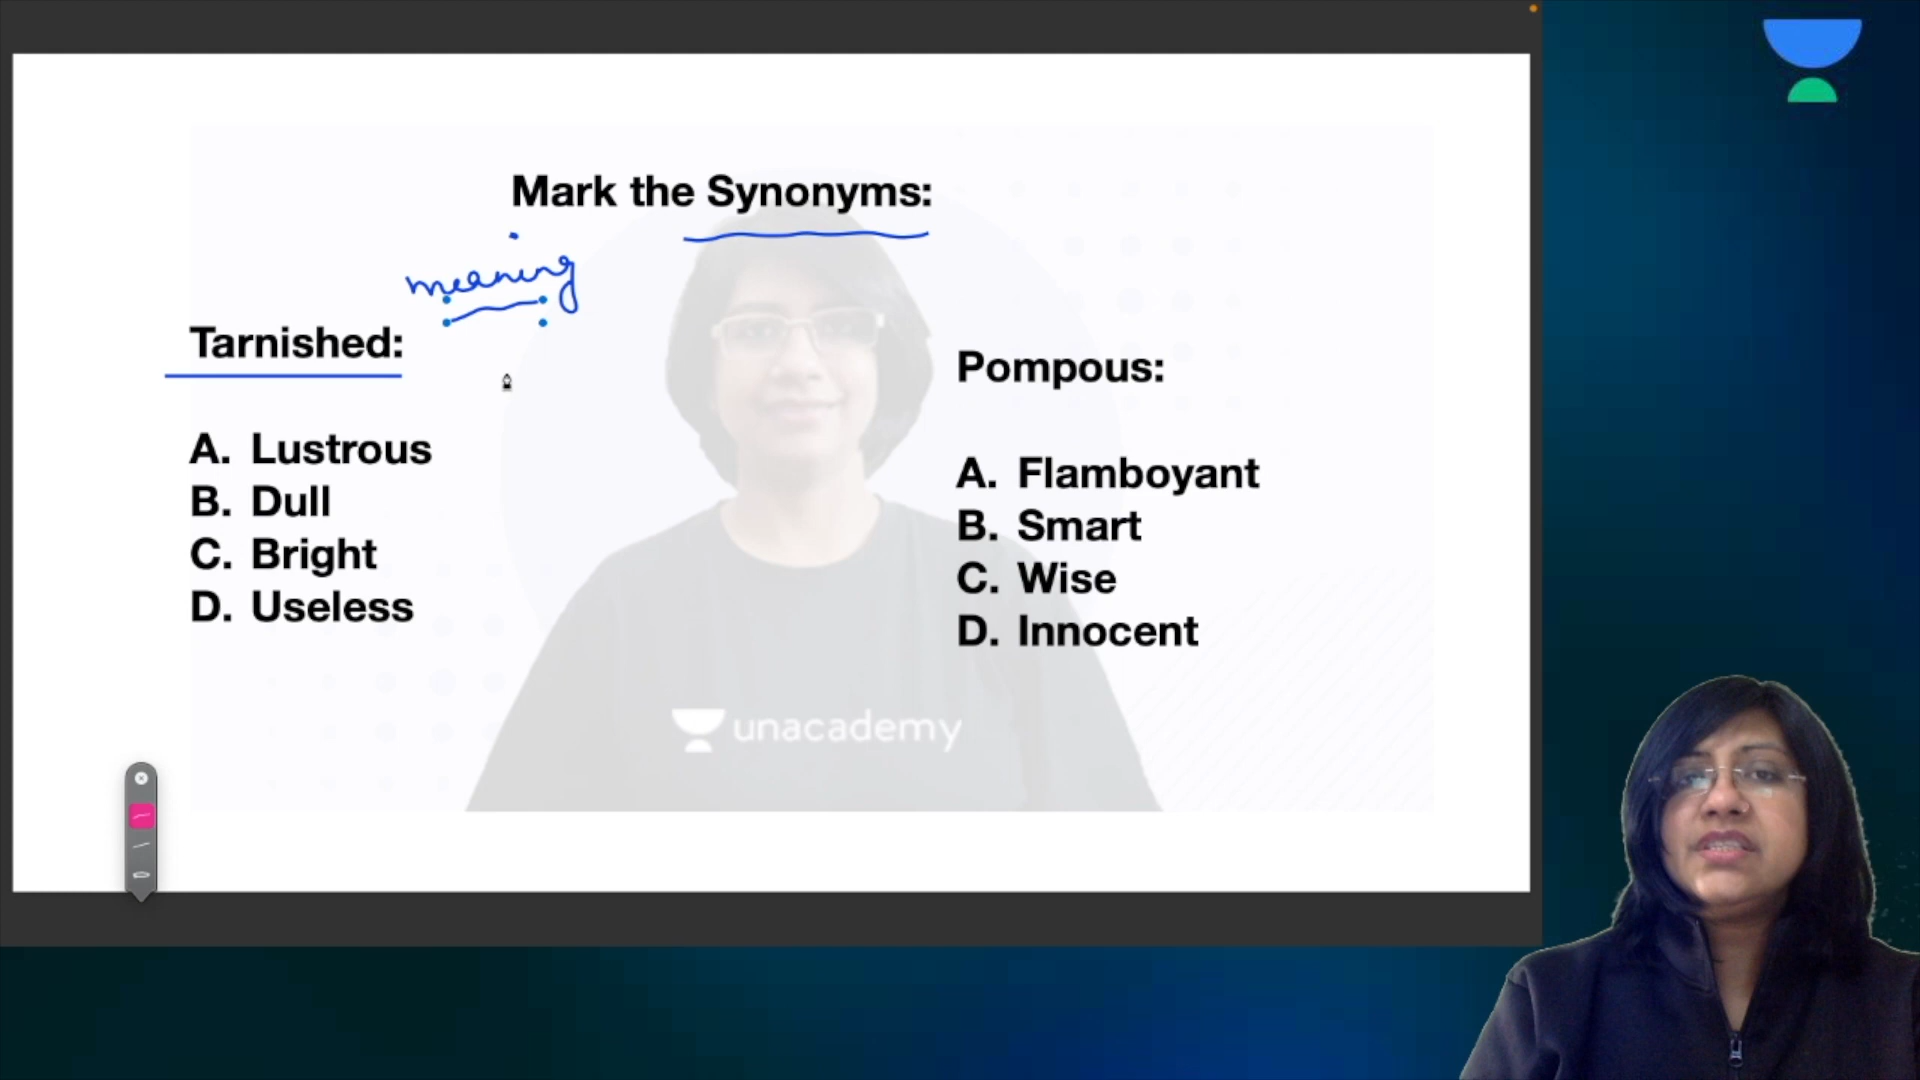 Mark the Synonyms:
meaning
Tarnished:
A. Lustrous
B. Dull
C. Bright
D. Useless
Pompous:
A. Flamboyant
B. Smart
C. Wise
D. Innocent
unacademy